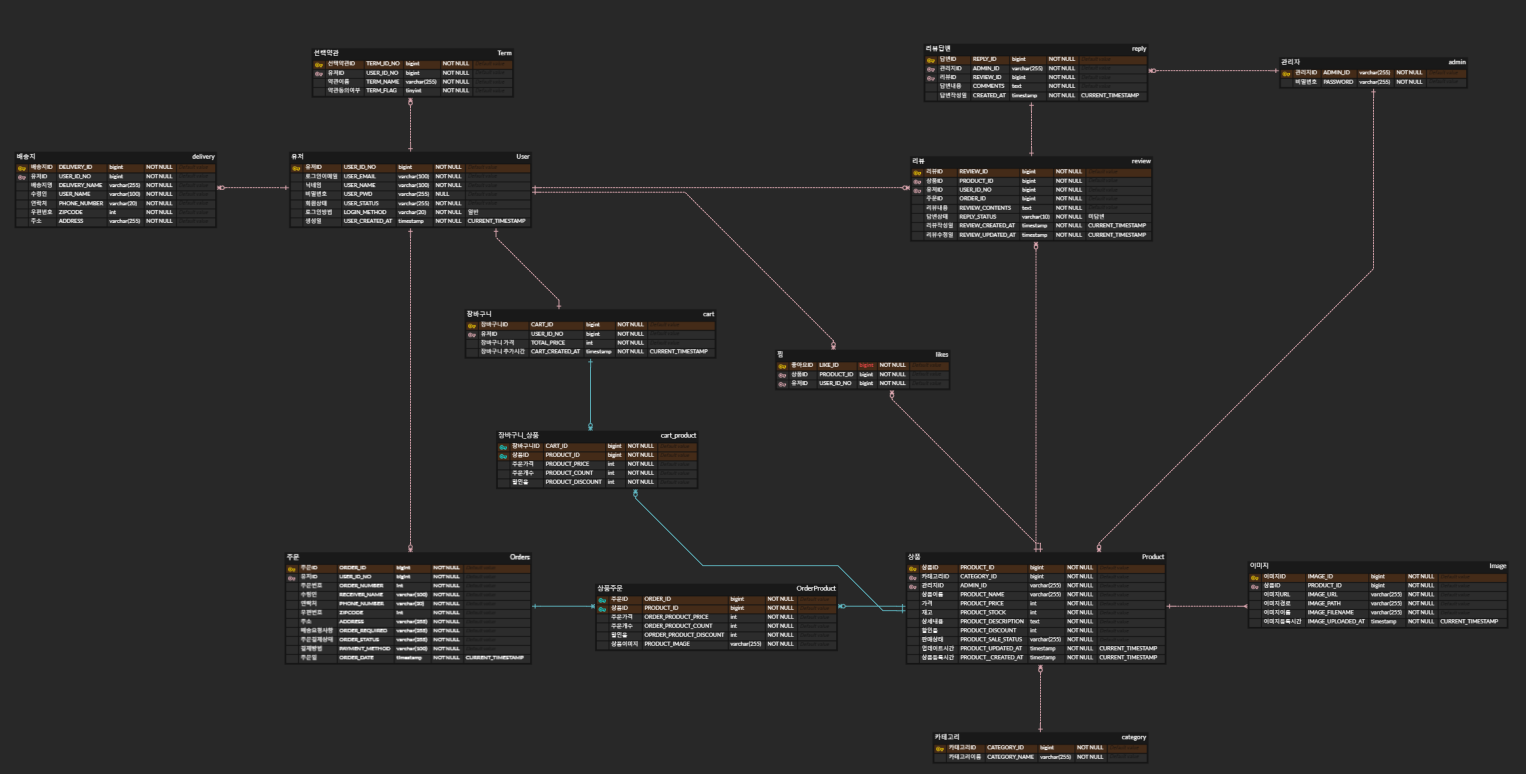 선택약관 Term
선택약관ID TERM_ID_NO bigint NOT NULL
유저ID USER_ID_NO bigint NOT NULL
약관이름 TERM_NAME varchar(255) NOT NULL
약관동의여부 TERM_FLAG tinyint NOT NULL
리뷰답변 reply
답변ID REPLY_ID bigint NOT NULL
관리자ID ADMIN_ID varchar(255) NOT NULL
리뷰ID REVIEW_ID bigint NOT NULL
답변내용 COMMENTS text NOT NULL
답변작성일 CREATED_AT timestamp NOT NULL CURRENT_TIMESTAMP
관리자 admin
관리자ID ADMIN_ID varchar(255) NOT NULL
비밀번호 PASSWORD varchar(255) NOT NULL
배송지 delivery
배송지ID DELIVERY_ID bigint NOT NULL
유저ID USER_ID_NO bigint NOT NULL
배송지명 DELIVERY_NAME varchar(255) NOT NULL
수령인 USER_NAME varchar(100) NOT NULL
연락처 PHONE_NUMBER varchar(20) NOT NULL
우편번호 ZIPCODE int NOT NULL
주소 ADDRESS varchar(255) NOT NULL
유저 User
유저ID USER_ID_NO bigint NOT NULL
로그인이메일 USER_EMAIL varchar(100) NOT NULL
닉네임 USER_NAME varchar(100) NOT NULL
비밀번호 USER_PWD varchar(255) NULL
회원상태 USER_STATUS varchar(255) NOT NULL
로그인방법 LOGIN_METHOD varchar(20) NOT NULL 일반
생성일 USER_CREATED_AT timestamp NOT NULL CURRENT_TIMESTAMP
리뷰 review
리뷰ID REVIEW_ID bigint NOT NULL
상품ID PRODUCT_ID bigint NOT NULL
유저ID USER_ID_NO bigint NOT NULL
주문ID ORDER_ID bigint NOT NULL
리뷰내용 REVIEW_CONTENTS text NOT NULL
답변상태 REPLY_STATUS varchar(10) NOT NULL 미답변
리뷰작성일 REVIEW_CREATED_AT timestamp NOT NULL CURRENT_TIMESTAMP
리뷰수정일 REVIEW_UPDATED_AT timestamp NOT NULL CURRENT_TIMESTAMP
장바구니 cart
장바구니ID CART_ID bigint NOT NULL
유저ID USER_ID_NO bigint NOT NULL
장바구니 가격 TOTAL_PRICE int NOT NULL
장바구니 추가시간 CART_CREATED_AT timestamp NOT NULL CURRENT_TIMESTAMP
찜 likes
좋아요ID LIKE_ID bigint NOT NULL
상품ID PRODUCT_ID bigint NOT NULL
유저ID USER_ID_NO bigint NOT NULL
장바구니_상품 cart_product
장바구니ID CART_ID bigint NOT NULL
상품ID PRODUCT_ID bigint NOT NULL
주문가격 PRODUCT_PRICE int NOT NULL
주문개수 PRODUCT_COUNT int NOT NULL
할인율 PRODUCT_DISCOUNT int NOT NULL
주문 Orders
주문ID ORDER_ID bigint NOT NULL
유저ID USER_ID_NO bigint NOT NULL
주문번호 ORDER_NUMBER int NOT NULL
수령인 RECEIVER_NAME varchar(100) NOT NULL
연락처 PHONE_NUMBER varchar(20) NOT NULL
우편번호 ZIPCODE int NOT NULL
주소 ADDRESS varchar(255) NOT NULL
배송요청사항 ORDER_REQUIRED varchar(255) NOT NULL
주문결제상태 ORDER_STATUS varchar(255) NOT NULL
결제방법 PAYMENT_METHOD varchar(100) NOT NULL
주문일 ORDER_DATE timestamp NOT NULL CURRENT_TIMESTAMP
상품주문 OrderProduct
주문ID ORDER_ID bigint NOT NULL
상품ID PRODUCT_ID bigint NOT NULL
주문가격 ORDER_PRODUCT_PRICE int NOT NULL
주문개수 ORDER_PRODUCT_COUNT int NOT NULL
할인율 OPRDER_PRODUCT_DISCOUNT int NOT NULL
상품이미지 PRODUCT_IMAGE varchar(255) NOT NULL
상품 Product
상품ID PRODUCT_ID bigint NOT NULL
카테고리ID CATEGORY_ID bigint NOT NULL
관리자ID ADMIN_ID varchar(255) NOT NULL
상품이름 PRODUCT_NAME varchar(255) NOT NULL
가격 PRODUCT_PRICE int NOT NULL
재고 PRODUCT_STOCK int NOT NULL
상세내용 PRODUCT_DESCRIPTION text NOT NULL
할인율 PRODUCT_DISCOUNT int NOT NULL
판매상태 PRODUCT_SALE_STATUS varchar(255) NOT NULL
업데이트시간 PRODUCT_UPDATED_AT timestamp NOT NULL CURRENT_TIMESTAMP
상품등록시간 PRODUCT_CREATED_AT timestamp NOT NULL CURRENT_TIMESTAMP
이미지 Image
이미지ID IMAGE_ID bigint NOT NULL
상품ID PRODUCT_ID bigint NOT NULL
이미지URL IMAGE_URL varchar(255) NOT NULL
이미지경로 IMAGE_PATH varchar(255) NOT NULL
이미지이름 IMAGE_FILENAME varchar(255) NOT NULL
이미지등록시간 IMAGE_UPLOADED_AT timestamp NOT NULL CURRENT_TIMESTAMP
카테고리 category
카테고리ID CATEGORY_ID bigint NOT NULL
카테고리이름 CATEGORY_NAME varchar(255) NOT NULL